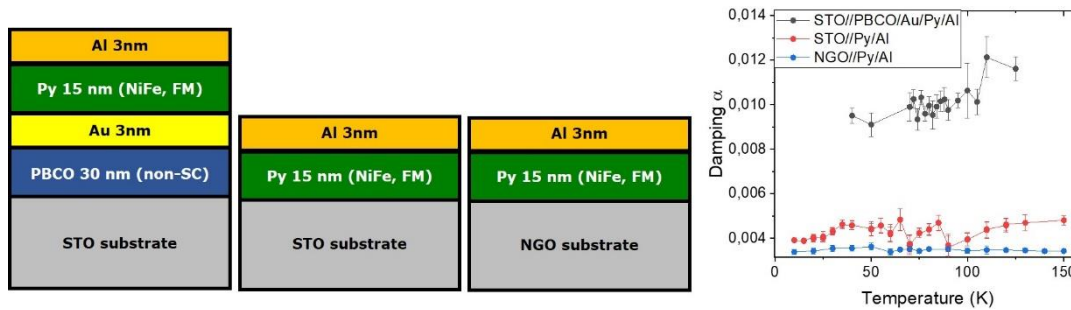 Al 3nm
Py 15 nm (NiFe, FM)
Au 3nm
PBCO 30 nm (non-SC)
STO substrate
Al 3nm
Py 15 nm (NiFe, FM)
STO substrate
Al 3nm
Py 15 nm (NiFe, FM)
NGO substrate
0,014
0,012
0,010
0,008
0,006
0,004
Damping α
STO//PBCO/Au/Py/Al
STO//Py/Al
NGO//Py/Al
0
50
100
150
Temperature (K)